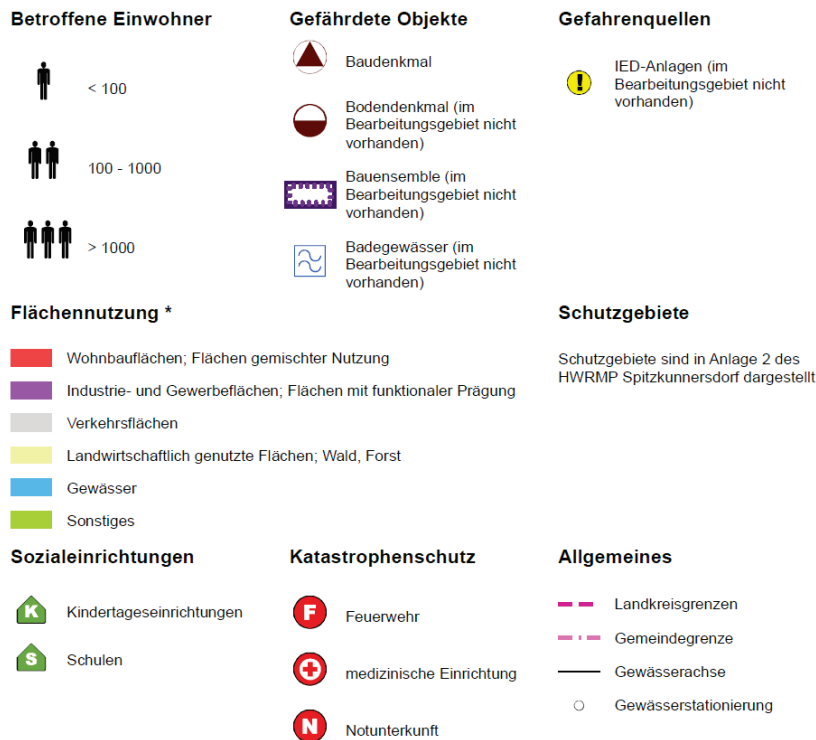 Betroffene Einwohner
< 100
100 - 1000
> 1000
Gefährdete Objekte
Baudenkmal
Bodendenkmal (im
Bearbeitungsgebiet nicht
vorhanden)
Bauensemble (im
Bearbeitungsgebiet nicht
vorhanden)
Badegewässer (im
Bearbeitungsgebiet nicht
vorhanden)
Gefahrenquellen
!
IED-Anlagen (im
Bearbeitungsgebiet nicht
vorhanden)
Flächennutzung *
Wohnbauflächen; Flächen gemischter Nutzung
Industrie- und Gewerbeflächen; Flächen mit funktionaler Prägung
Verkehrsflächen
Landwirtschaftlich genutzte Flächen; Wald, Forst
Gewässer
Sonstiges
Schutzgebiete
Schutzgebiete sind in Anlage 2 des
HWRMP Spitzkunnersdorf dargestellt
Sozialeinrichtungen
K Kindertageseinrichtungen
S Schulen
Katastrophenschutz
F Feuerwehr
medizinische Einrichtung
N Notunterkunft
Allgemeines
Landkreisgrenzen
Gemeindegrenze
Gewässerachse
Gewässerstationierung